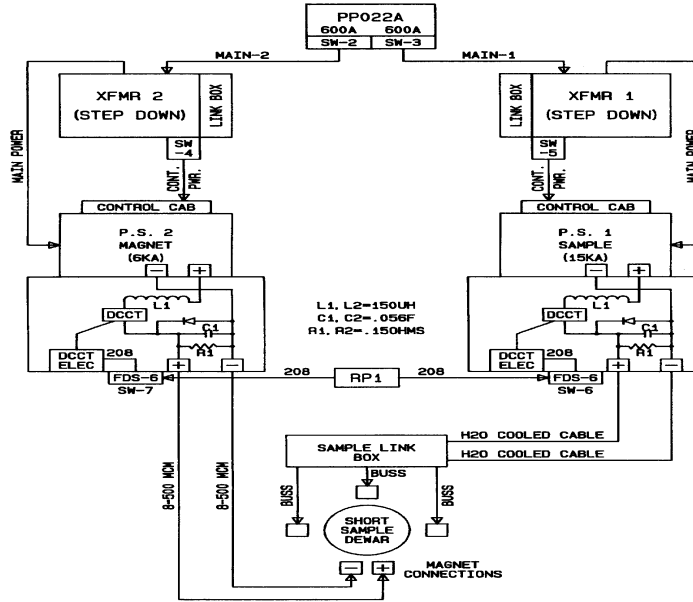 PP022A
600A 600A
SW-2 SW-3
MAIN-2
MAIN-1
XFMR 2
(STEP DOWN)
LINK BOX
LINK BOX
XFMR 1
(STEP DOWN)
SW
-4
SW
-5
MAIN POWER
CONT.
PWR.
CONT.
PWR.
MAIN POWER
CONTROL CAB
CONTROL CAB
P.S. 2
MAGNET
(6KA)
P.S. 1
SAMPLE
(15KA)
- +
- +
L1
DCCT
C1
R1
DCCT
ELEC
208
+ -
FDS-6
SW-7
L1, L2=150UH
C1, C2=.056F
R1, R2=.150HMS
L1
DCCT
C1
R1
DCCT
ELEC
208
+ -
FDS-6
SW-6
208
RP1
208
H2O COOLED CABLE
H2O COOLED CABLE
SAMPLE LINK
BOX
BUSS
BUSS
BUSS
8-500 MCM
8-500 MCM
SHORT
SAMPLE
DEWAR
- +
MAGNET
CONNECTIONS